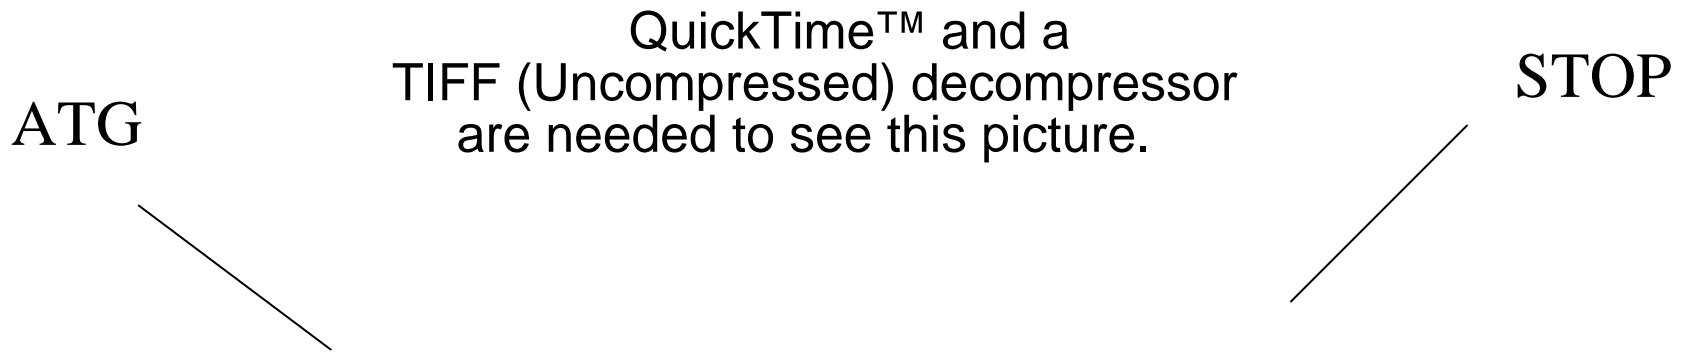 QuickTime™ and a
TIFF (Uncompressed) decompressor
are needed to see this picture.
ATG
STOP